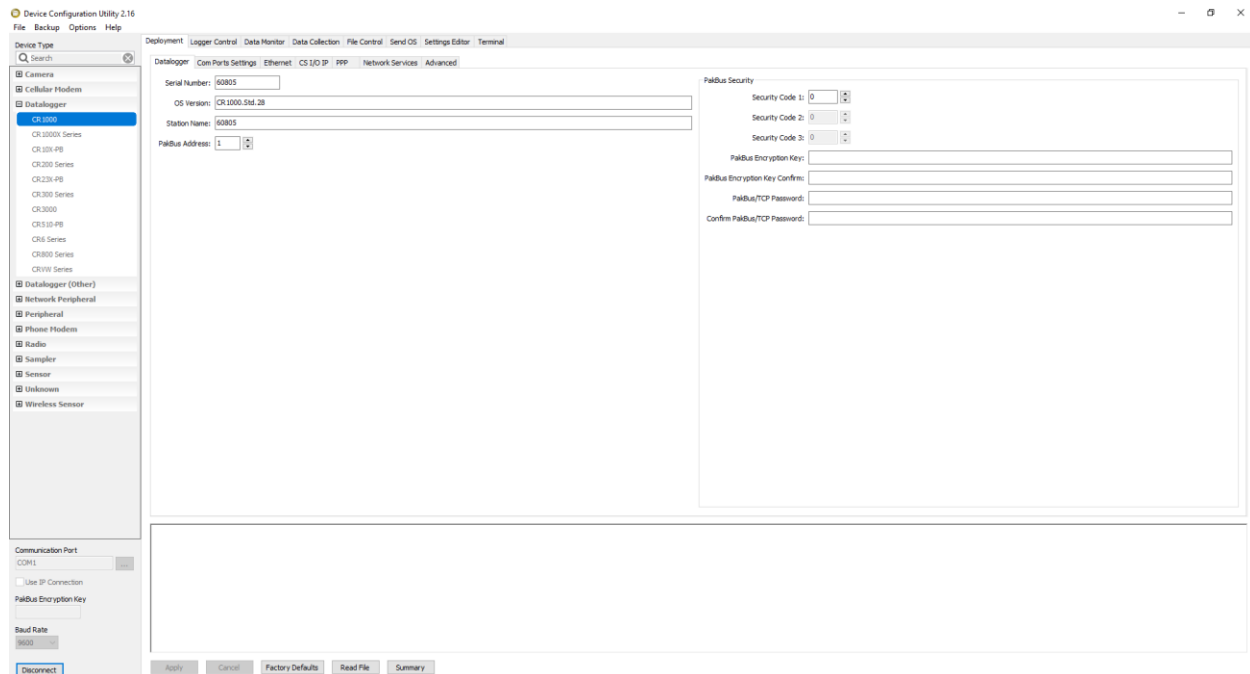 Device Configuration Utility 2.16
File Backup Options Help
Device Type
Search
Camera
Cellular Modem
Datalogger
CR1000
CR1000X Series
CR10X-PB
CR200 Series
CR23X-PB
CR300 Series
CR3000
CR510-PB
CR6 Series
CR800 Series
CRVW Series
Datalogger (Other)
Network Peripheral
Peripheral
Phone Modem
Radio
Sampler
Sensor
Unknown
Wireless Sensor
Communication Port
COM1
...
Use IP Connection
PakBus Encryption Key
Baud Rate
9600
Disconnect
Deployment Logger Control Data Monitor Data Collection File Control Send OS Settings Editor Terminal
Datalogger Com Ports Settings Ethernet CS I/O IP PPP Network Services Advanced
Serial Number: 60805
OS Version: CR1000.Std.28
Station Name: 60805
PakBus Address: 1
PakBus Security
Security Code 1: 0
Security Code 2: 0
Security Code 3: 0
PakBus Encryption Key:
PakBus Encryption Key Confirm:
PakBus/TCP Password:
Confirm PakBus/TCP Password:
Apply Cancel Factory Defaults Read File Summary